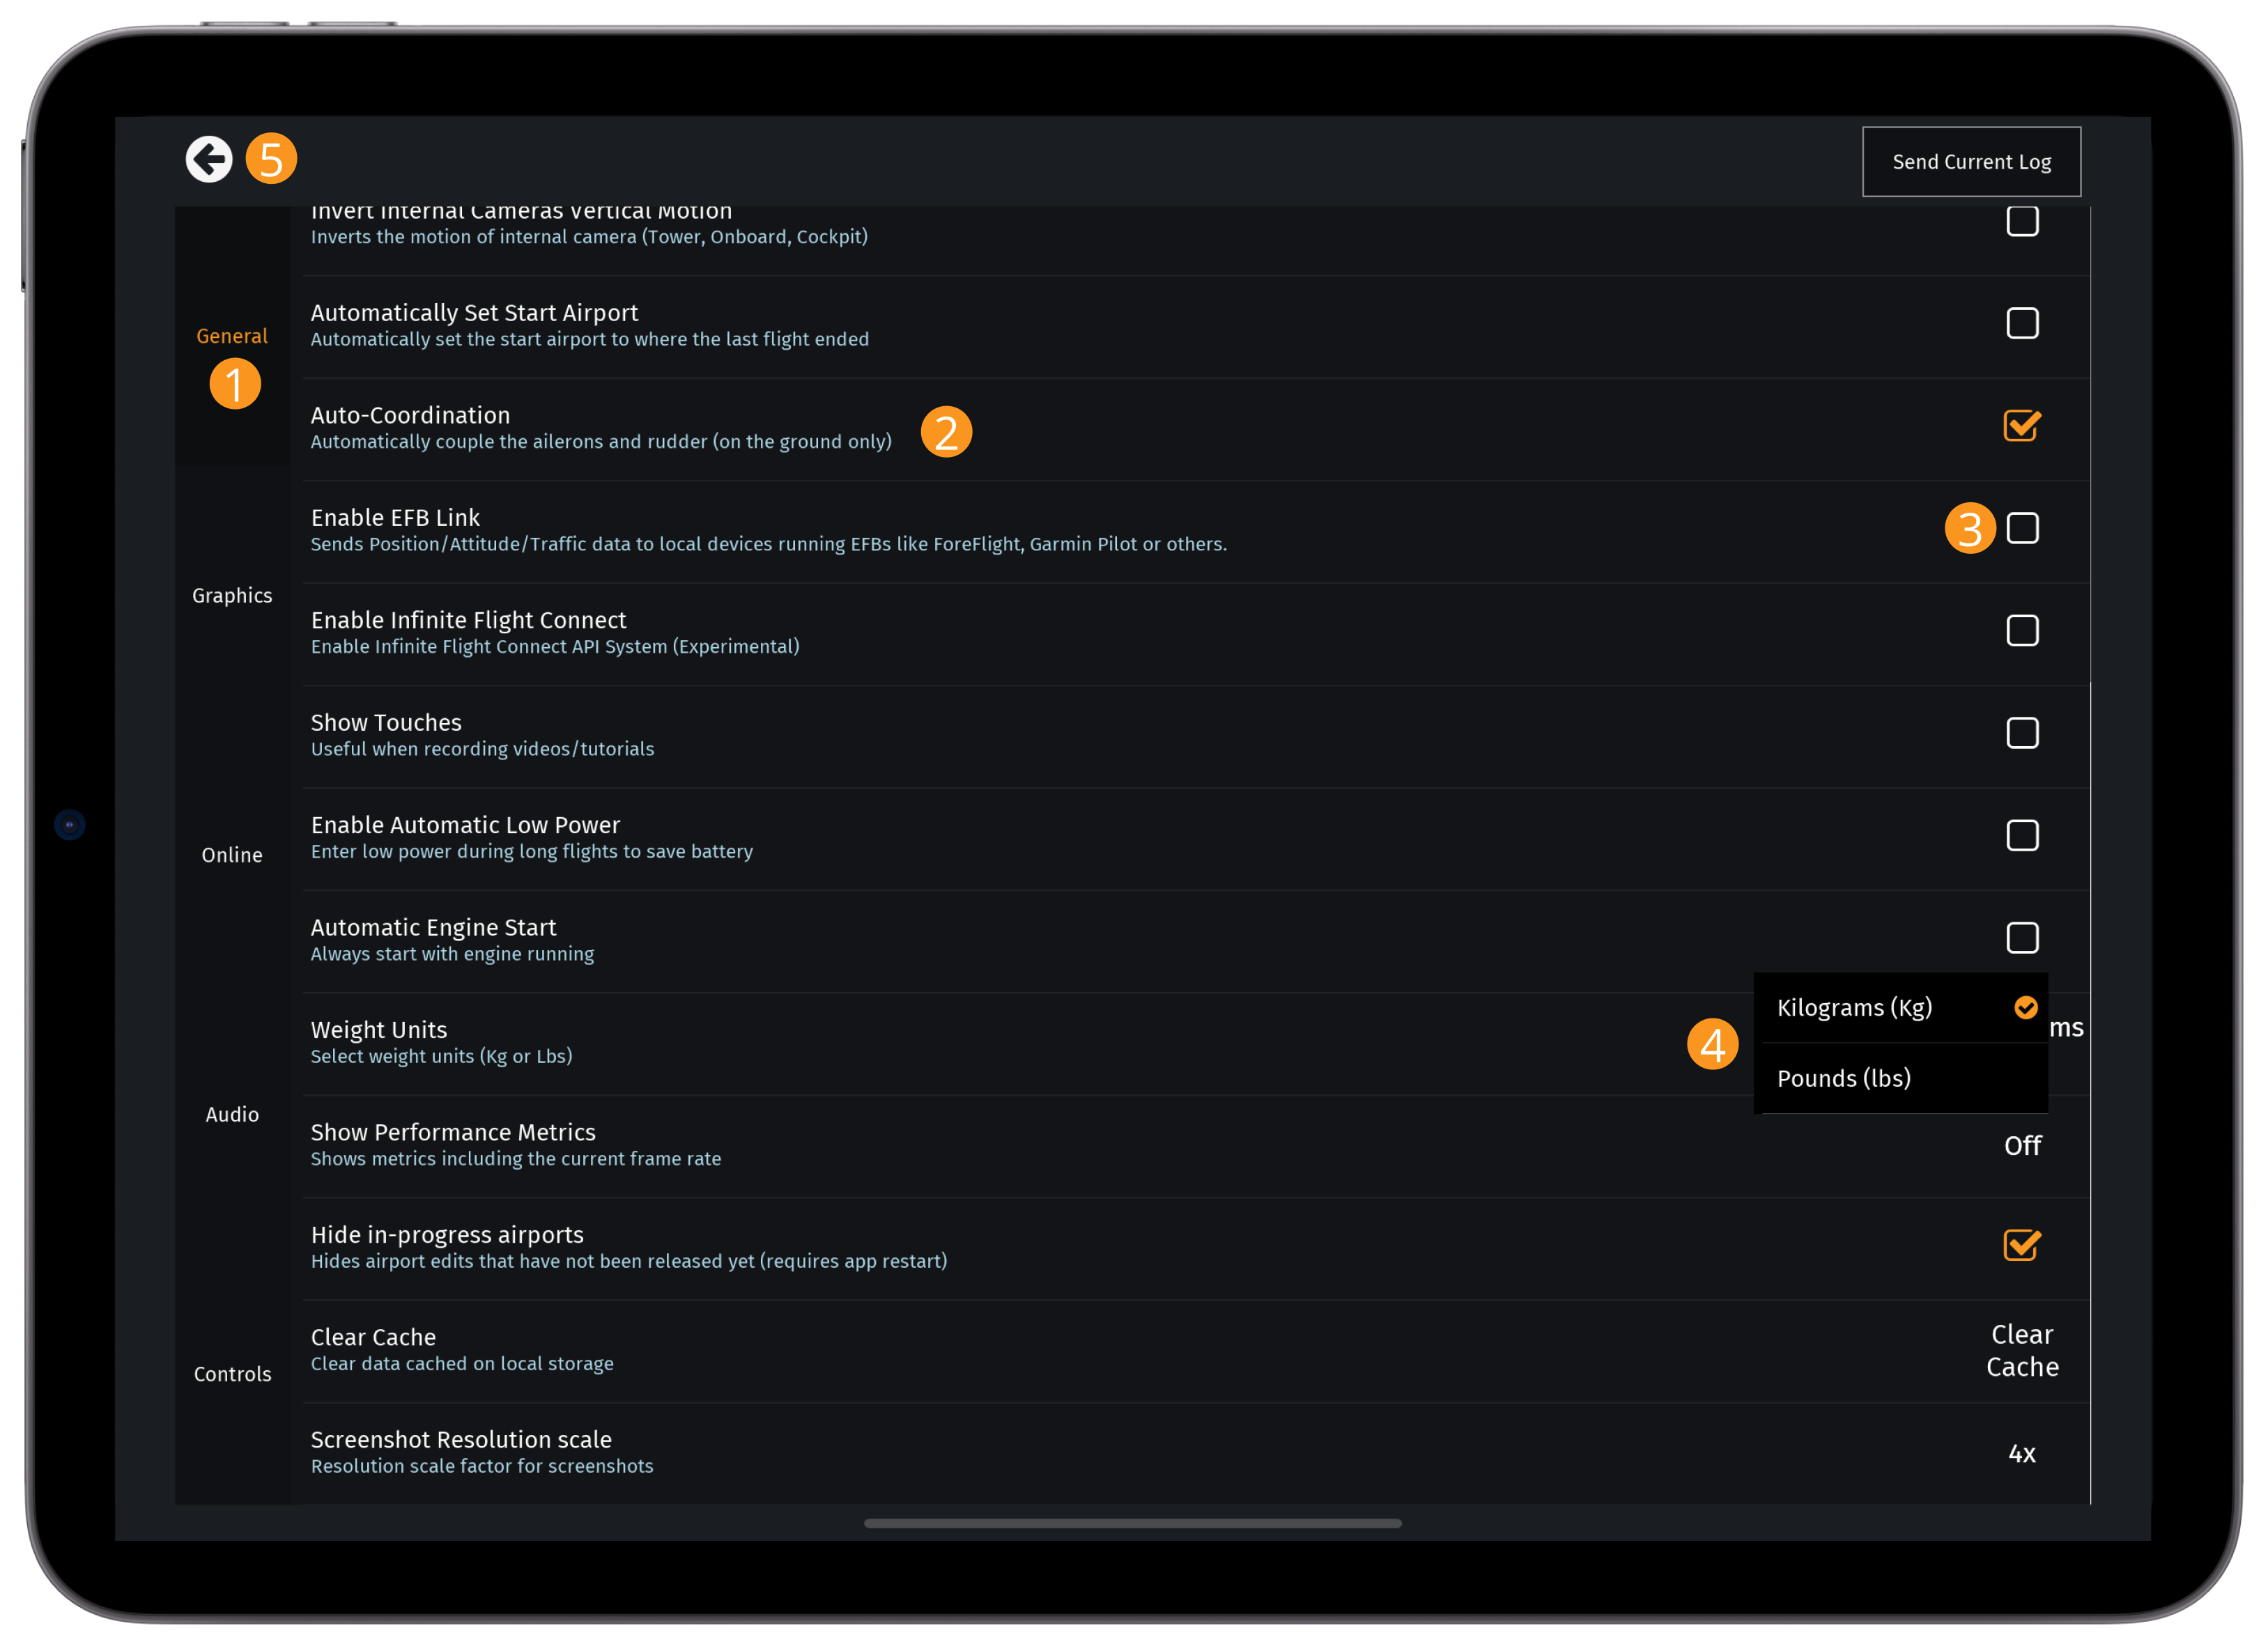 5
Send Current Log
Invert Internal Cameras Vertical Motion
Inverts the motion of internal camera (Tower, Onboard, Cockpit)
Automatically Set Start Airport
Automatically set the start airport to where the last flight ended
General
1
Auto-Coordination
Automatically couple the ailerons and rudder (on the ground only)
2
Enable EFB Link
Sends Position/Attitude/Traffic data to local devices running EFBs like ForeFlight, Garmin Pilot or others.
3
Graphics
Enable Infinite Flight Connect
Enable Infinite Flight Connect API System (Experimental)
Show Touches
Useful when recording videos/tutorials
Enable Automatic Low Power
Enter low power during long flights to save battery
Online
Automatic Engine Start
Always start with engine running
Weight Units
Select weight units (Kg or Lbs)
4
Kilograms (Kg)
ms
Pounds (lbs)
Audio
Show Performance Metrics
Shows metrics including the current frame rate
Off
Hide in-progress airports
Hides airport edits that have not been released yet (requires app restart)
Clear Cache
Clear data cached on local storage
Clear
Cache
Controls
Screenshot Resolution scale
Resolution scale factor for screenshots
4x